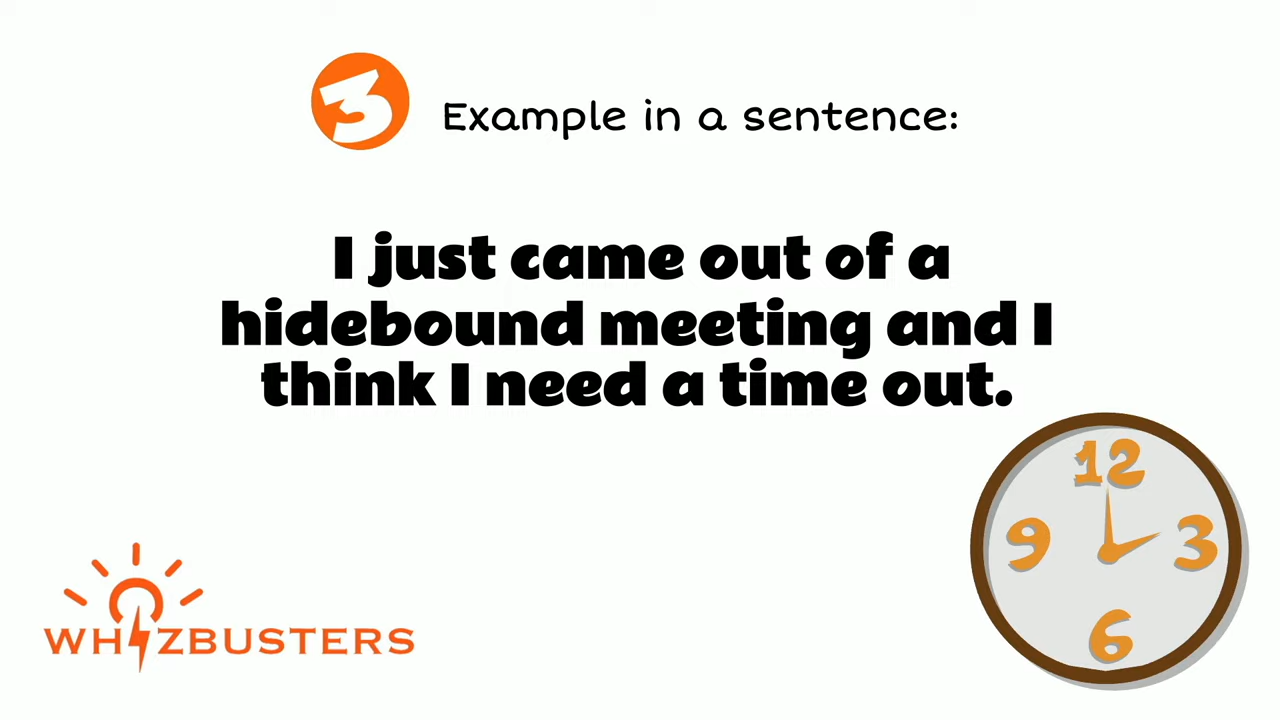 3 Example in a sentence:
I just came out of a
hidebound meeting and I
think I need a time out.
12
9 3
6
WHIZBUSTERS